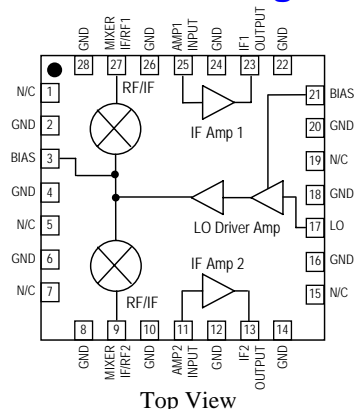 GND
MIXER
IF/RF1
GND
AMP1
INPUT
GND
IF1
OUTPUT
GND
28
27
26
25
24
23
22
N/C 1
GND 2
BIAS 3
GND 4
N/C 5
GND 6
N/C 7
RF/IF
IF Amp 1
LO Driver Amp
IF Amp 2
RF/IF
21 BIAS
20 GND
19 N/C
18 GND
17 LO
16 GND
15 N/C
8
9
10
11
12
13
14
GND
MIXER
IF/RF2
GND
AMP2
INPUT
GND
IF2
OUTPUT
GND
Top View